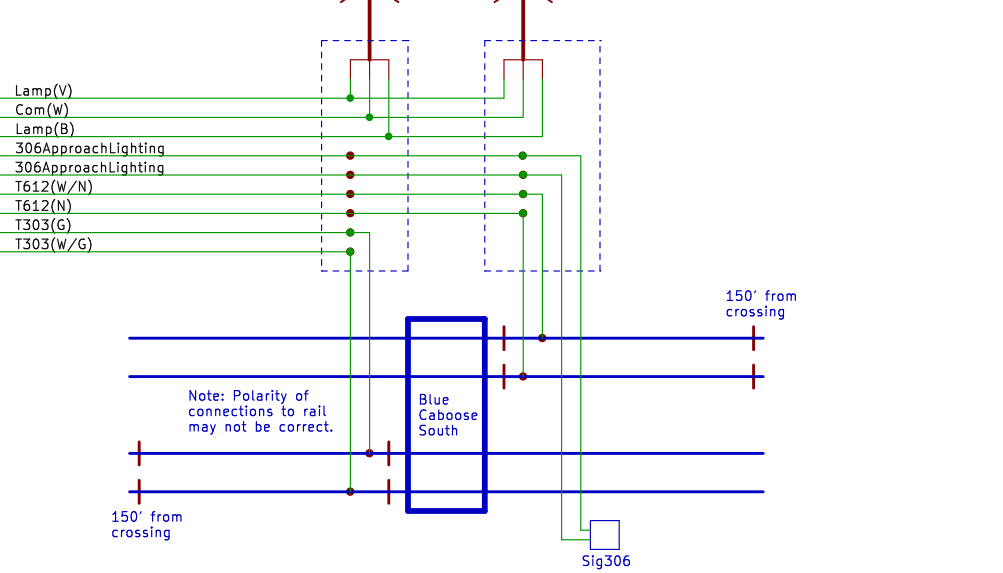 Lamp(V)
Com(W)
Lamp(B)
306ApproachLighting
306ApproachLighting
T612(W/N)
T612(N)
T303(G)
T303(W/G)
150' from
crossing
Note: Polarity of
connections to rail
may not be correct.
Blue
Caboose
South
150' from
crossing
Sig306